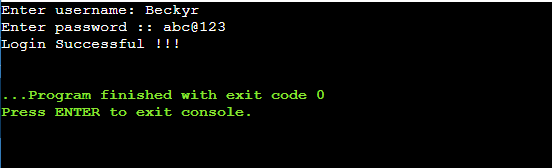 Enter username: Beckyr
Enter password :: abc@123
Login Successful !!!
...Program finished with exit code 0
Press ENTER to exit console.